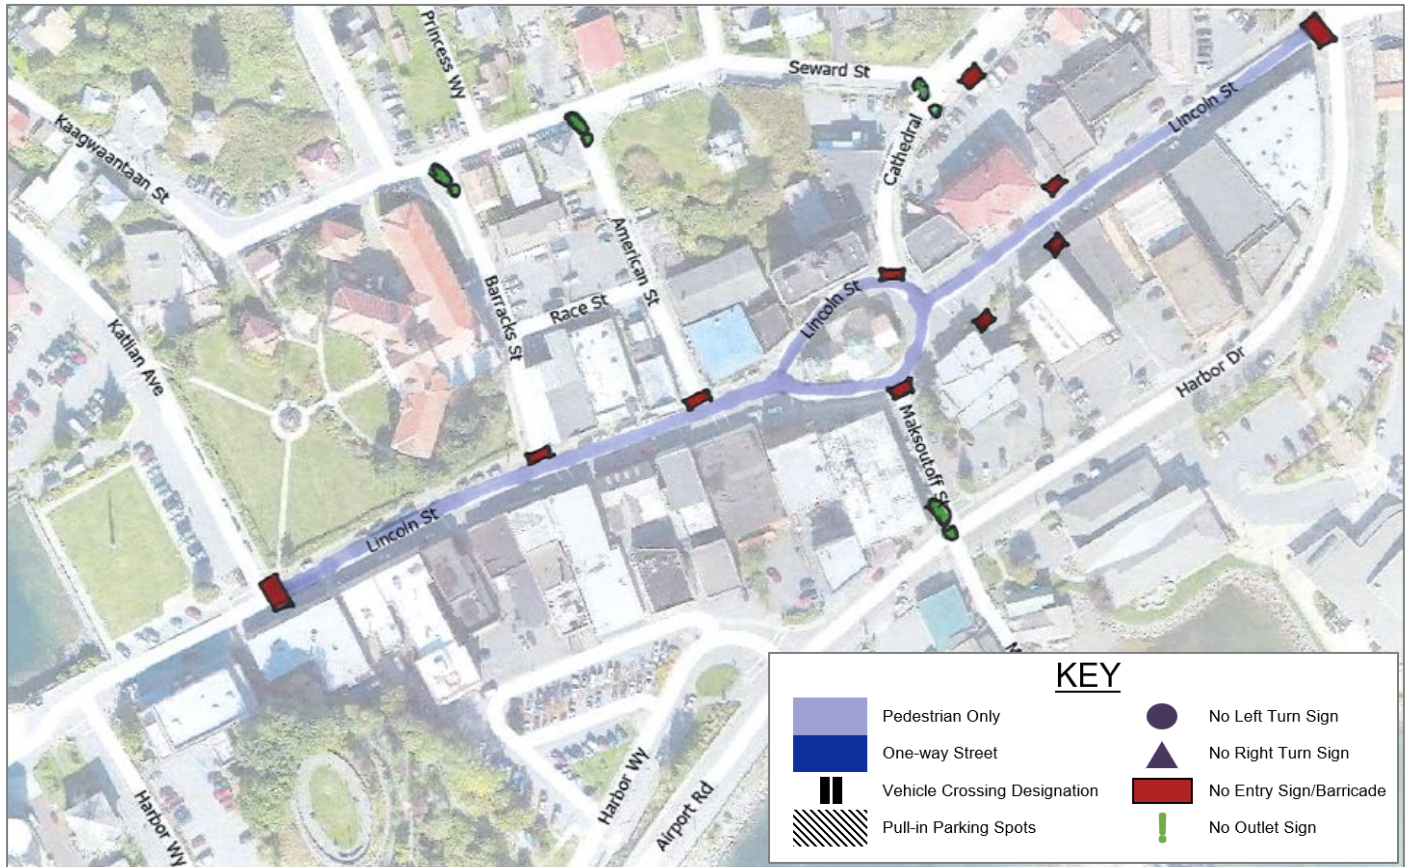 Princess Wy
Seward St
Lincoln St
Kaagwaantaan St
Cathedral
American St
Barracks St
Race St
Lincoln St
Katlian Ave
Harbor Dr
Maksoutoff St
Lincoln St
M
Harbor Wy
Harbor Wy
Airport Rd
KEY
Pedestrian Only
No Left Turn Sign
One-way Street
No Right Turn Sign
Vehicle Crossing Designation
No Entry Sign/Barricade
Pull-in Parking Spots
No Outlet Sign